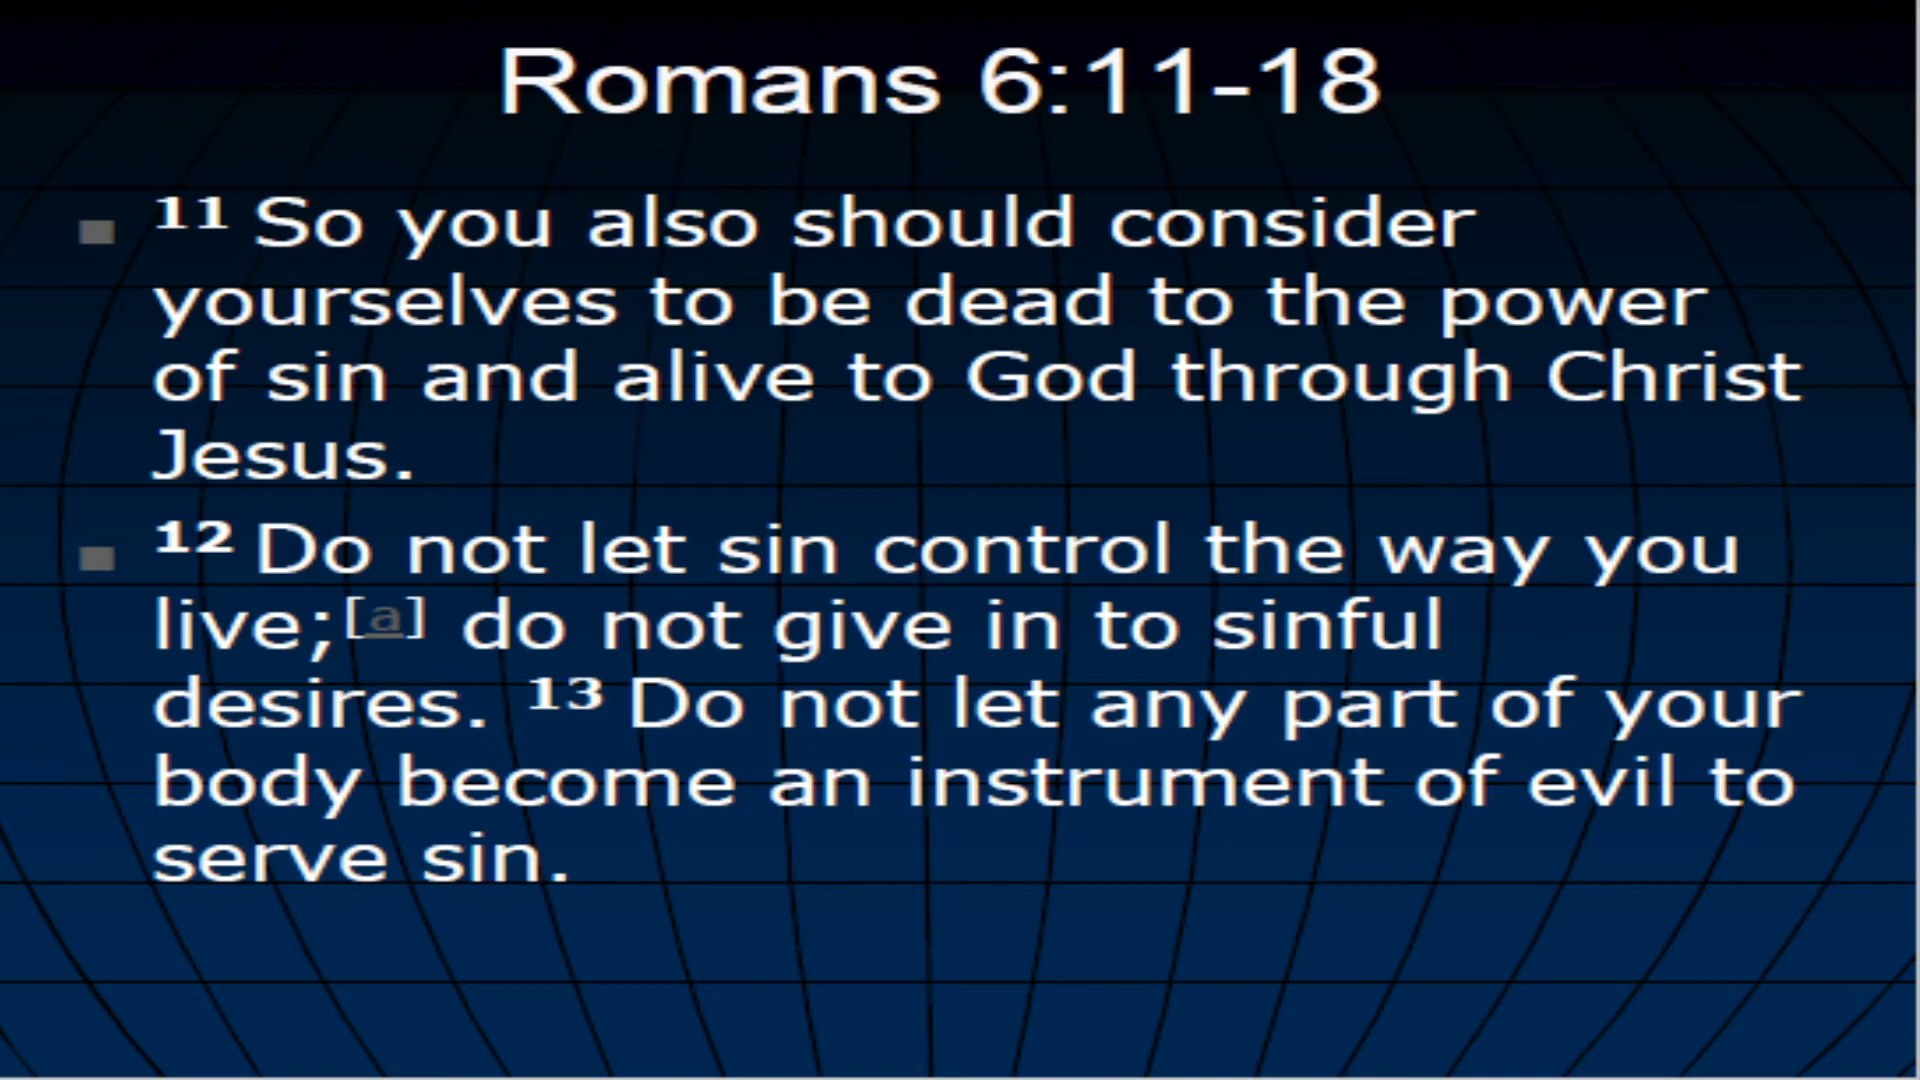 Romans 6:11-18
11 So you also should consider
yourselves to be dead to the power
of sin and alive to God through Christ
Jesus.
12 Do not let sin control the way you
live;[a] do not give in to sinful
desires. 13 Do not let any part of your
body become an instrument of evil to
serve sin.